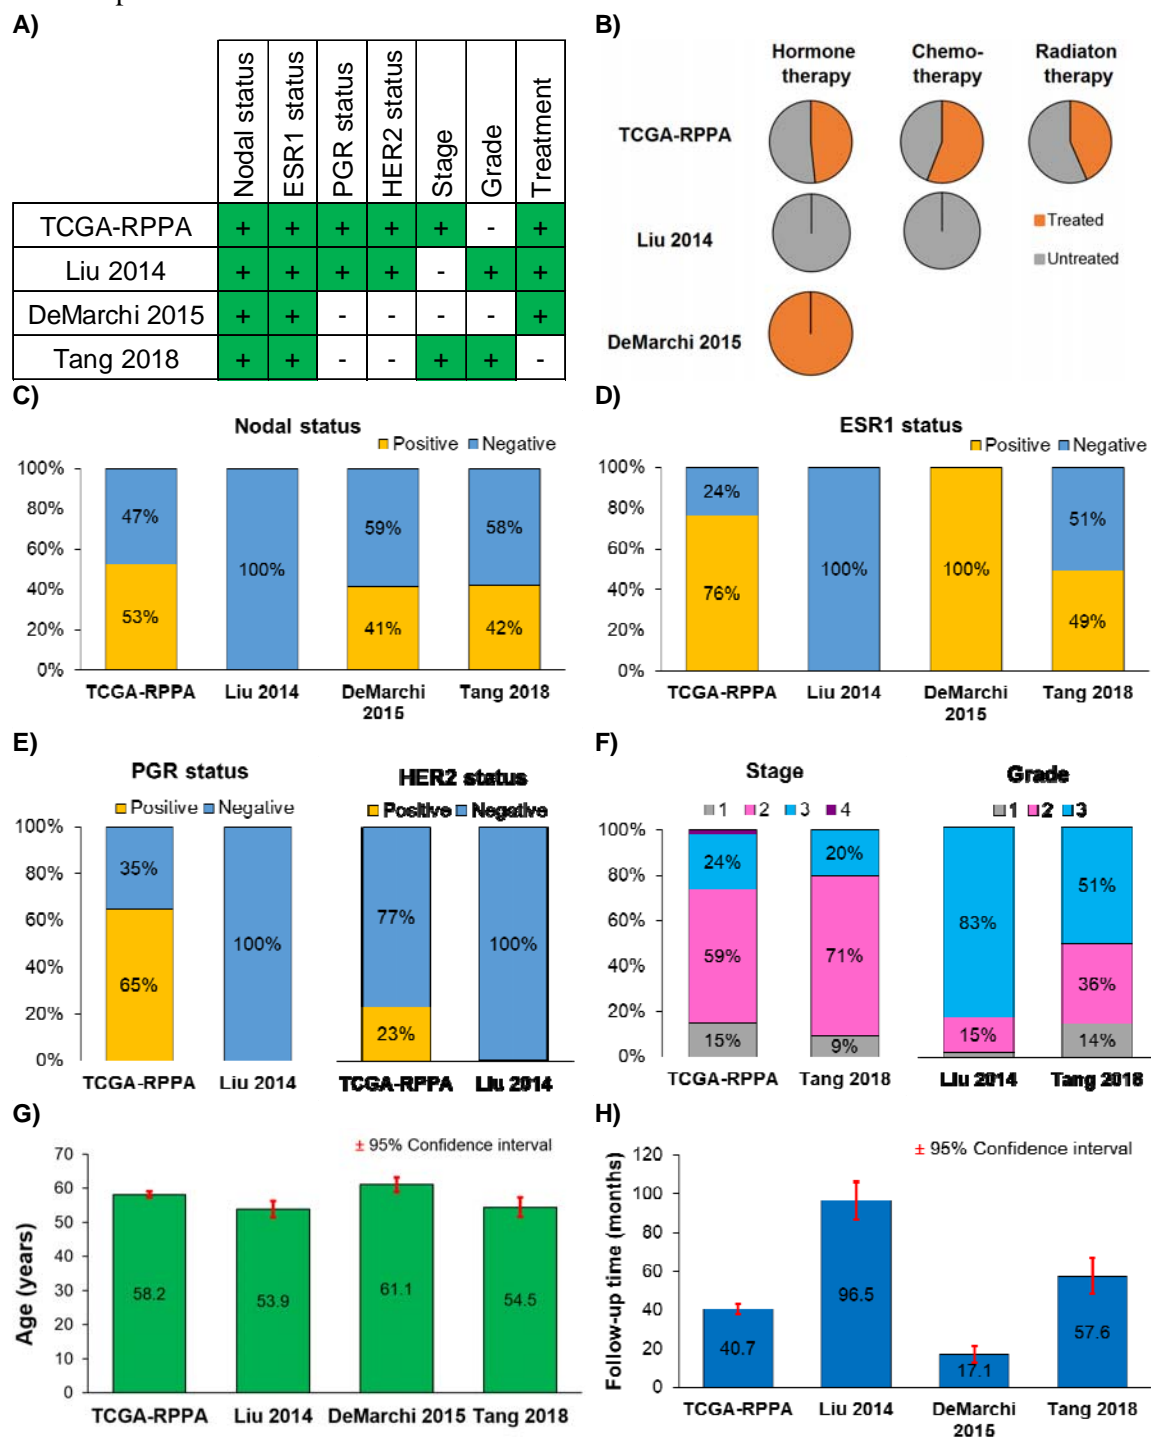 A)
Nodal status ESR1 status PGR status HER2 status Stage Grade Treatment
TCGA-RPPA + + + + + - +
Liu 2014 + + + + - + +
DeMarchi 2015 + + - - - - +
Tang 2018 + + - - + + -
B)
Hormone therapy Chemo-therapy Radiaton therapy
TCGA-RPPA
Liu 2014
DeMarchi 2015
Treated
Untreated
C)
Nodal status
Positive Negative
100%
80%
60%
40%
20%
0%
47% 100% 59% 58%
53% 41% 42%
TCGA-RPPA Liu 2014 DeMarchi 2015 Tang 2018
D)
ESR1 status
Positive Negative
100%
80%
60%
40%
20%
0%
24% 100% 100% 51%
76% 49%
TCGA-RPPA Liu 2014 DeMarchi 2015 Tang 2018
E)
PGR status
Positive Negative
100%
80%
60%
40%
20%
0%
35% 100%
65%
TCGA-RPPA Liu 2014
HER2 status
Positive Negative
77% 100%
23%
TCGA-RPPA Liu 2014
F)
Stage
1 2 3 4
100%
80%
60%
40%
20%
0%
24% 20%
59% 71%
15% 9%
TCGA-RPPA Tang 2018
Grade
1 2 3
83% 51%
15% 36%
14%
Liu 2014 Tang 2018
G)
± 95% Confidence interval
Age (years)
70
60
50
40
30
20
10
0
58.2 53.9 61.1 54.5
TCGA-RPPA Liu 2014 DeMarchi 2015 Tang 2018
H)
± 95% Confidence interval
Follow-up time (months)
120
100
80
60
40
20
0
40.7 96.5 17.1 57.6
TCGA-RPPA Liu 2014 DeMarchi 2015 Tang 2018